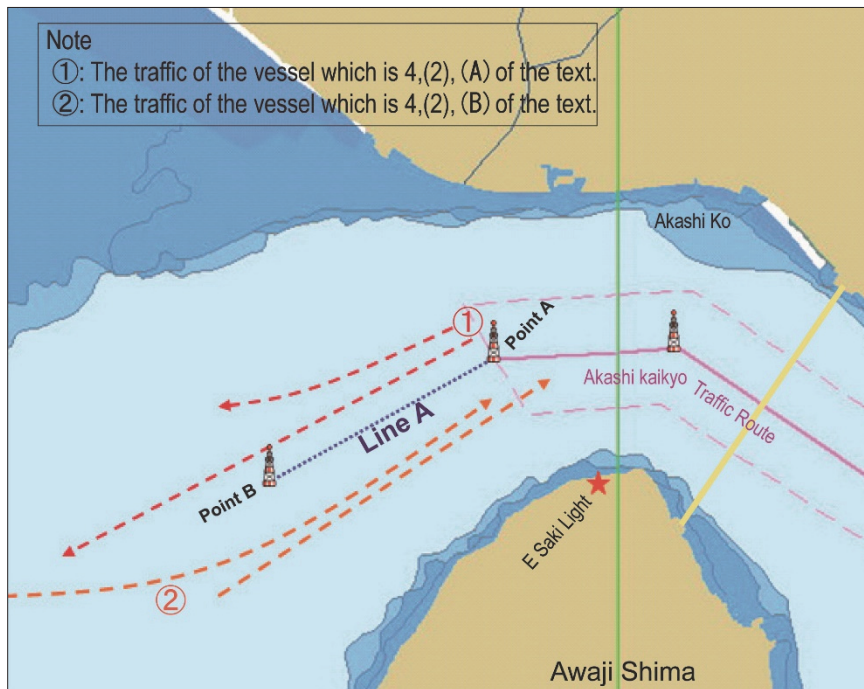 Note
①: The traffic of the vessel which is 4,(2), (A) of the text.
②: The traffic of the vessel which is 4,(2), (B) of the text.
Akashi Ko
①
Point A
Akashi kaikyo
Traffic Route
Line A
Point B
E Saki Light
②
Awaji Shima